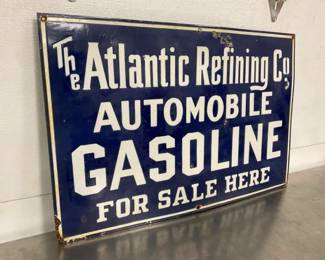 The Atlantic Refining Co.
AUTOMOBILE
GASOLINE
FOR SALE HERE